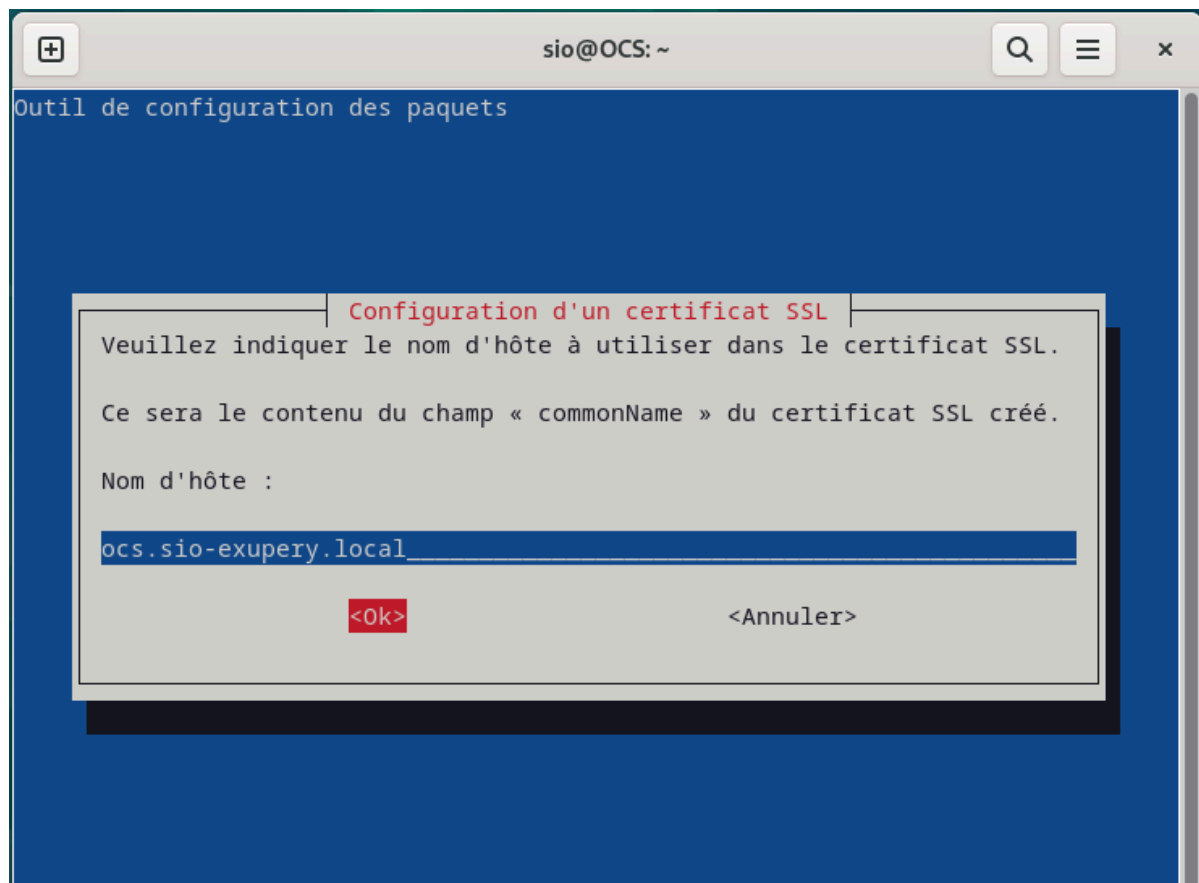 sio@OCS: ~
Outil de configuration des paquets
Configuration d'un certificat SSL
Veuillez indiquer le nom d'hôte à utiliser dans le certificat SSL.
Ce sera le contenu du champ « commonName » du certificat SSL créé.
Nom d'hôte :
ocs.sio-exupery.local
<Ok> <Annuler>